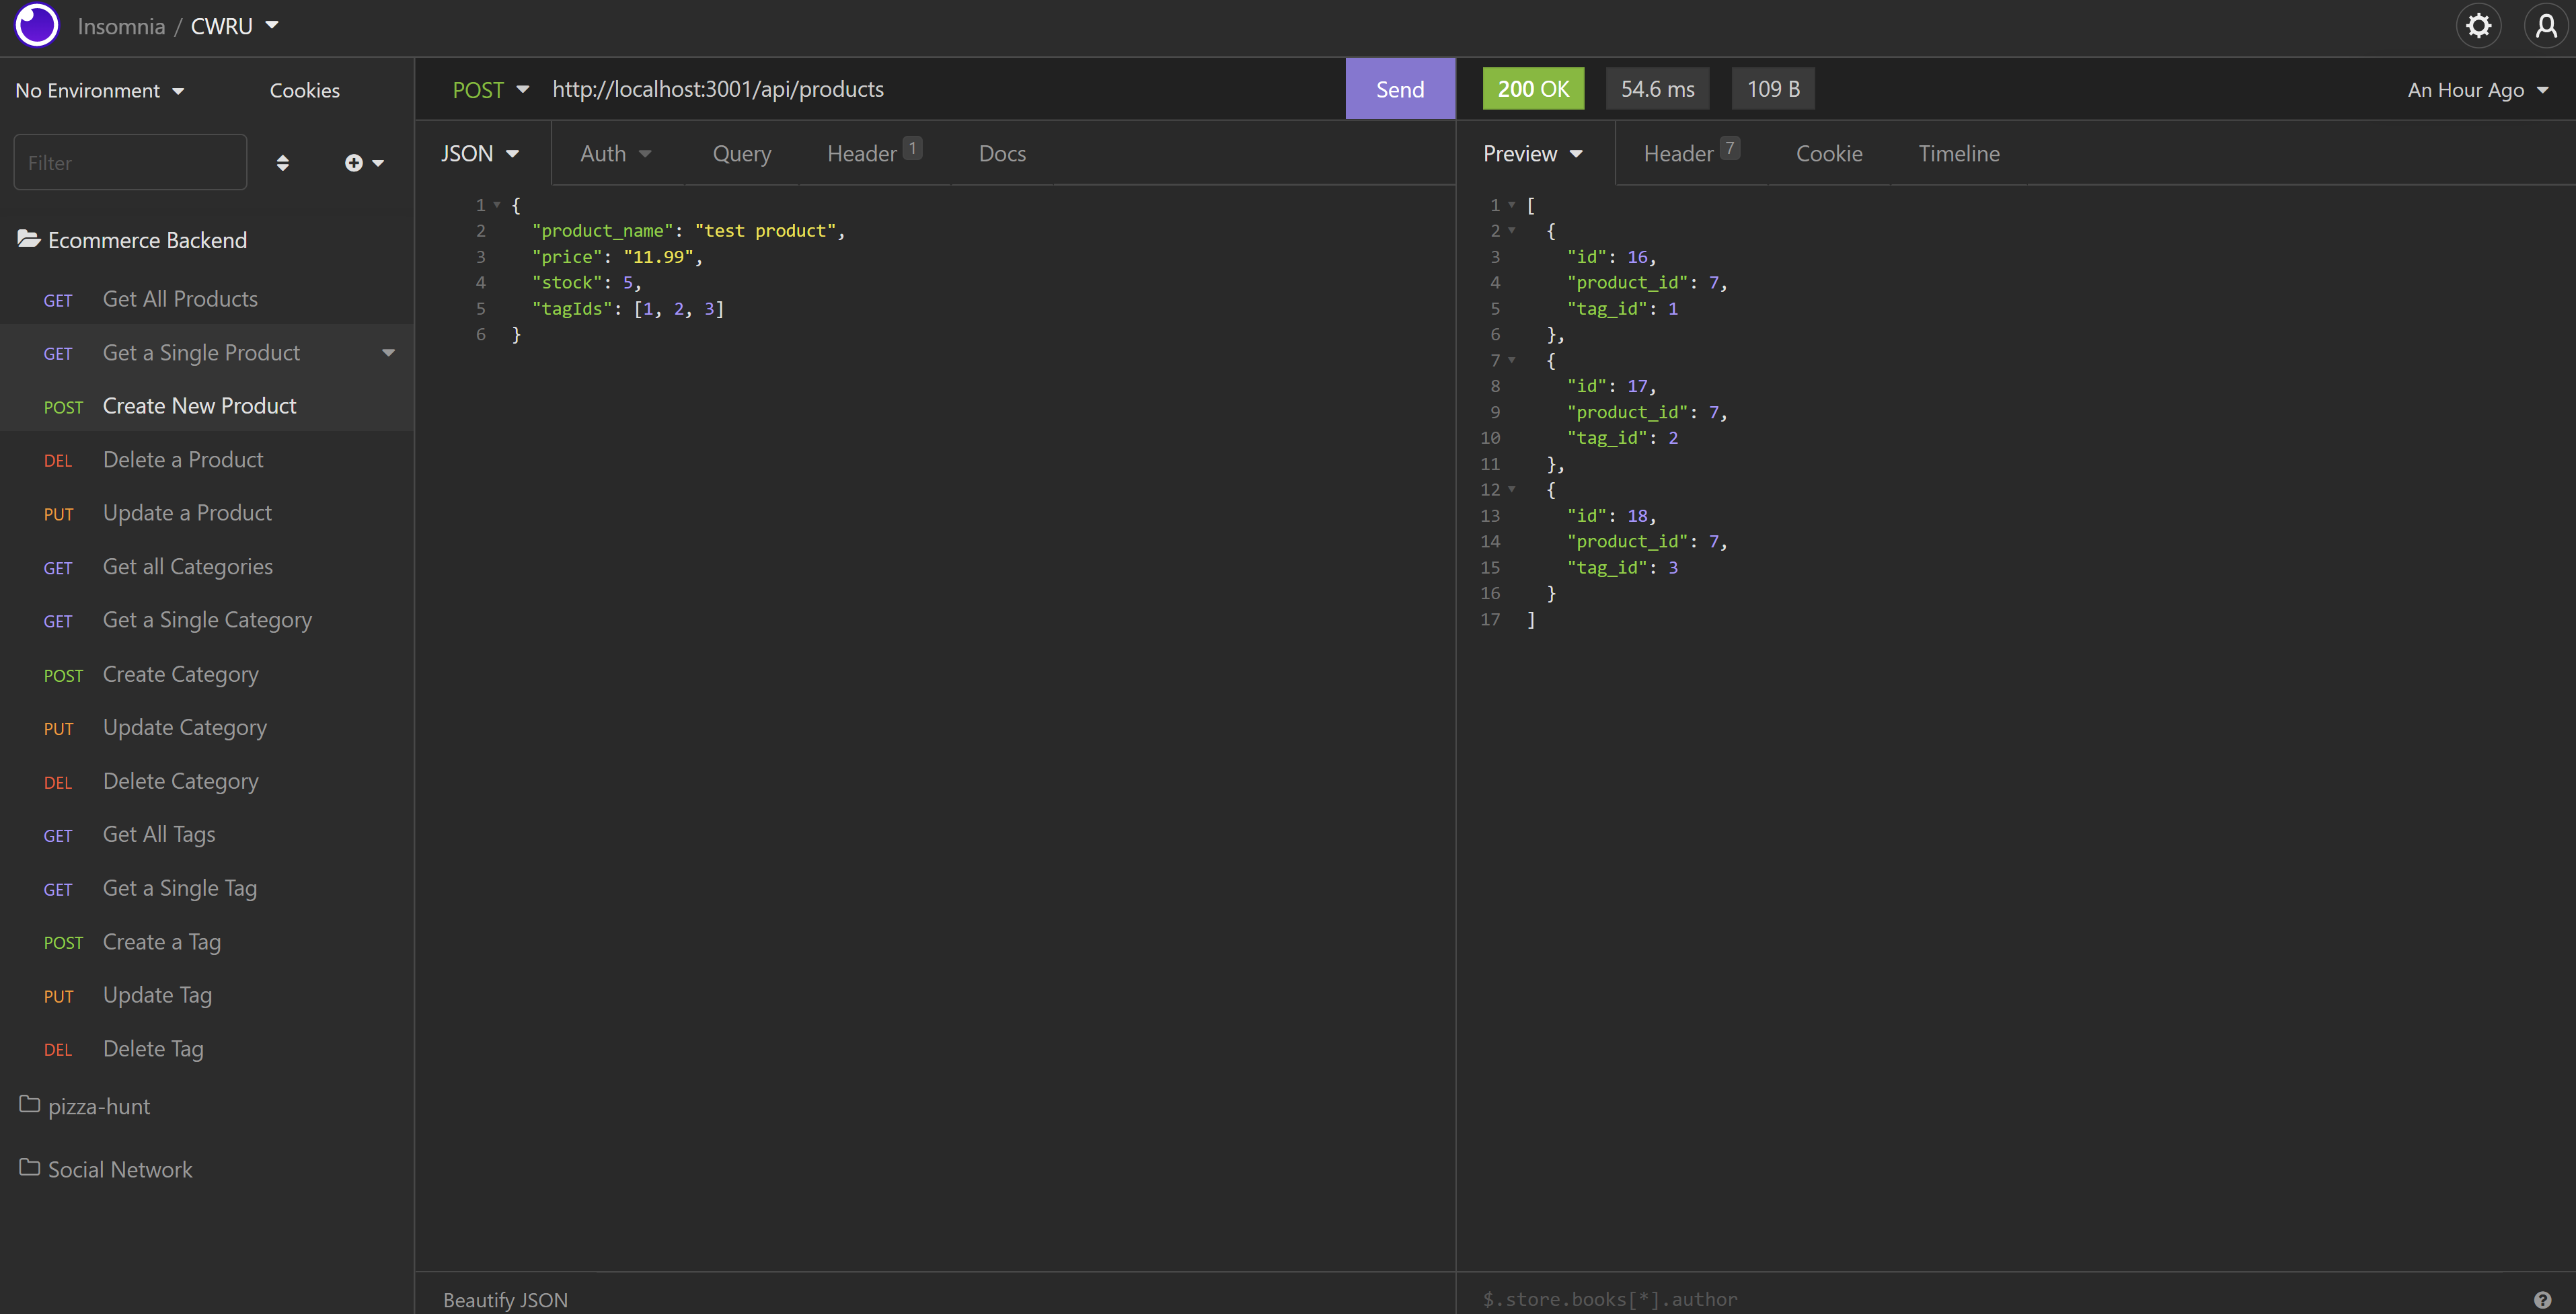 Insomnia / CWRU
No Environment
Cookies
Filter
Ecommerce Backend
GET Get All Products
GET Get a Single Product
POST Create New Product
DEL Delete a Product
PUT Update a Product
GET Get all Categories
GET Get a Single Category
POST Create Category
PUT Update Category
DEL Delete Category
GET Get All Tags
GET Get a Single Tag
POST Create a Tag
PUT Update Tag
DEL Delete Tag
pizza-hunt
Social Network
POST http://localhost:3001/api/products Send
JSON Auth Query Header 1 Docs
1 {
2 "product_name": "test product",
3 "price": "11.99",
4 "stock": 5,
5 "tagIds": [1, 2, 3]
6 }
Beautify JSON
200 OK 54.6 ms 109 B An Hour Ago
Preview Header 7 Cookie Timeline
1 [
2 {
3 "id": 16,
4 "product_id": 7,
5 "tag_id": 1
6 },
7 {
8 "id": 17,
9 "product_id": 7,
10 "tag_id": 2
11 },
12 {
13 "id": 18,
14 "product_id": 7,
15 "tag_id": 3
16 }
17 ]
$.store.books[*].author
?